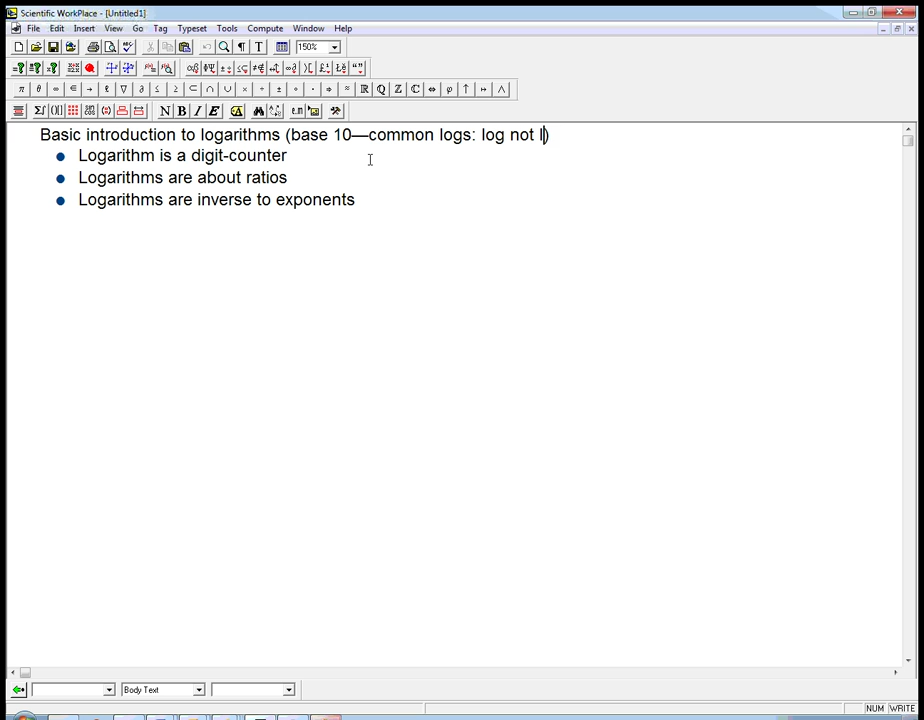 Scientific WorkPlace - [Untitled1]
File Edit Insert View Go Tag Typeset Tools Compute Window Help
150%
N B I E
Basic introduction to logarithms (base 10—common logs: log not l)
Logarithm is a digit-counter
Logarithms are about ratios
Logarithms are inverse to exponents
Body Text
NUM WRITE